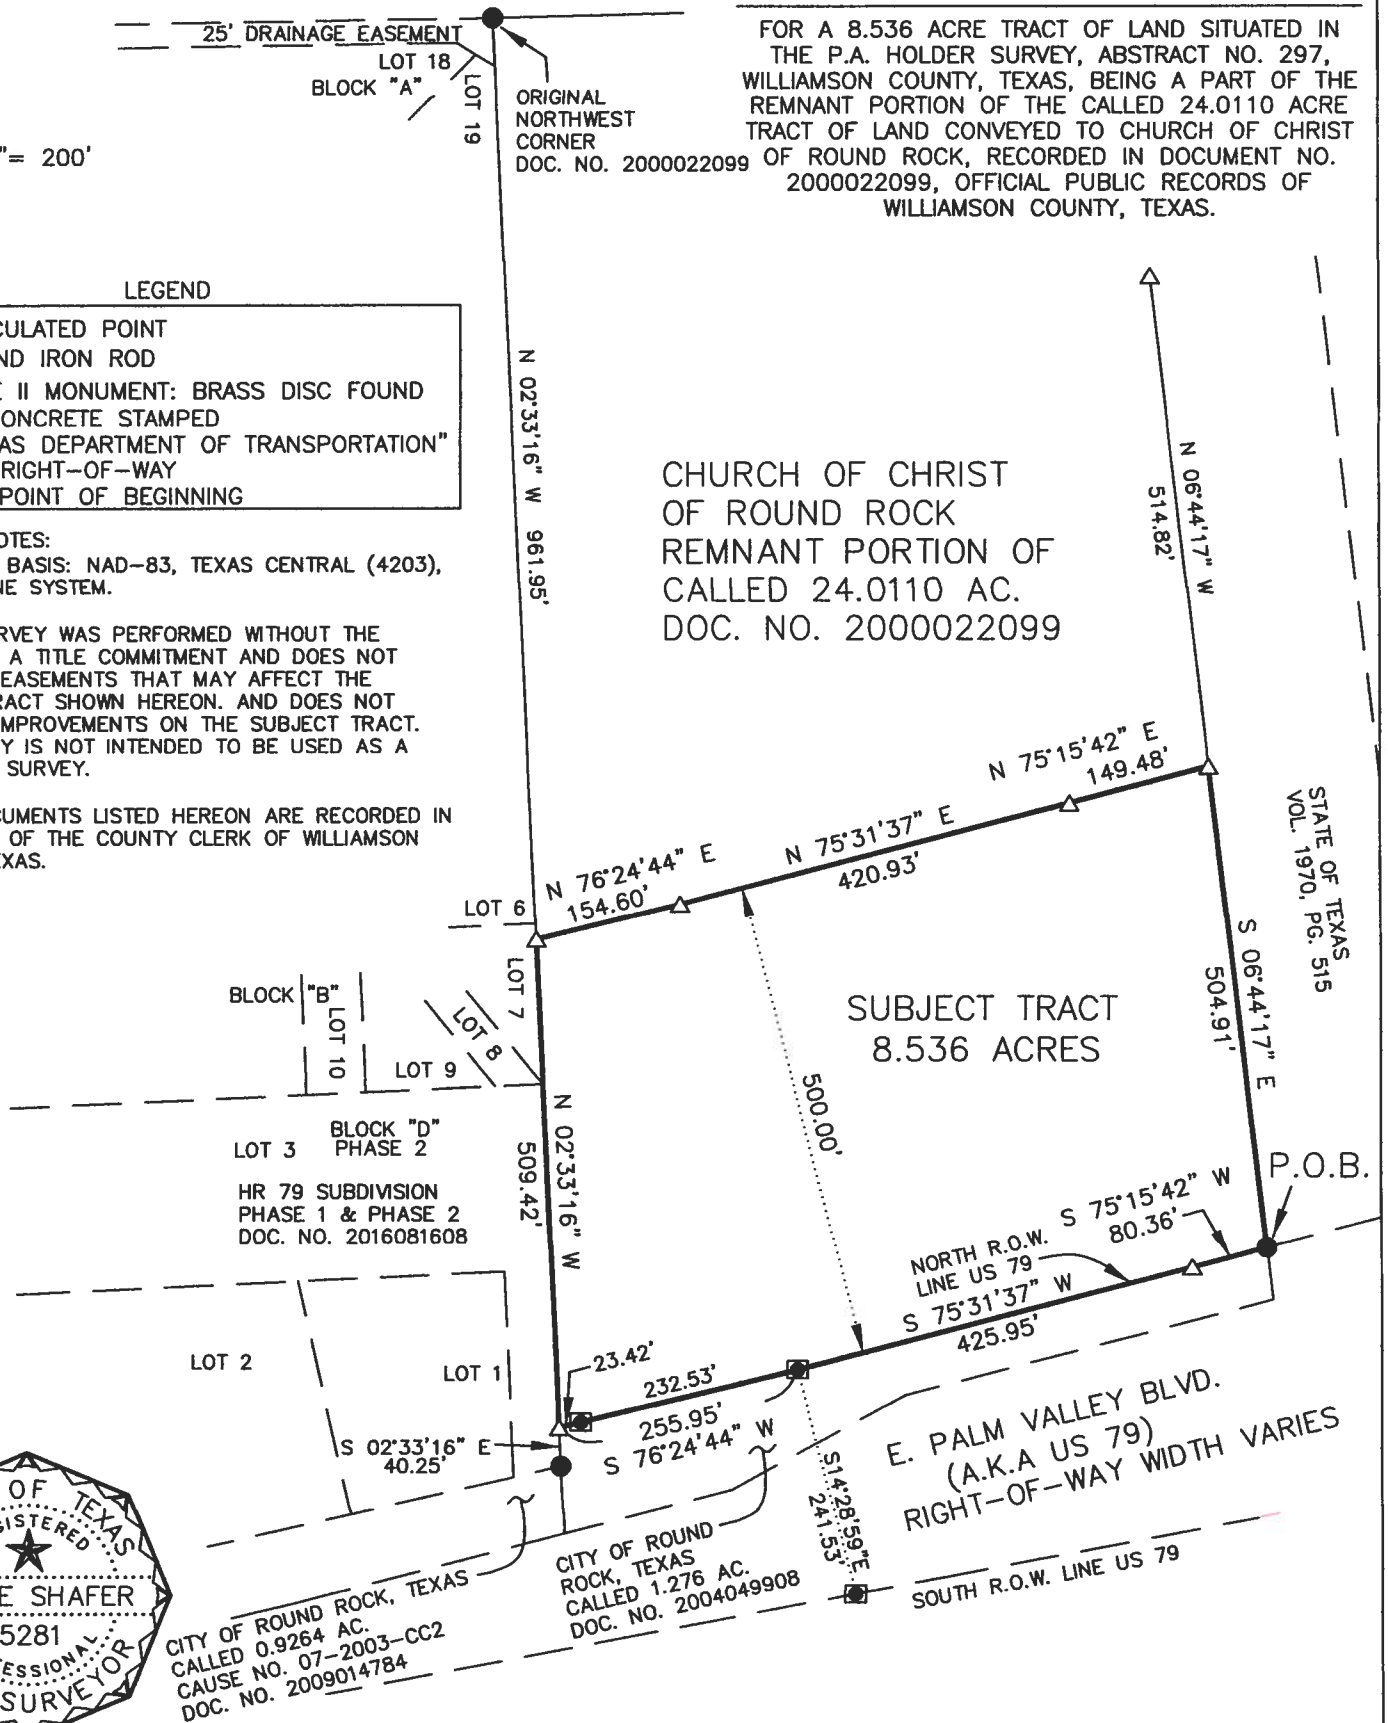 25' DRAINAGE EASEMENT
LOT 18
BLOCK "A"
LOT 19
ORIGINAL
NORTHWEST
CORNER
DOC. NO. 2000022099
FOR A 8.536 ACRE TRACT OF LAND SITUATED IN
THE P.A. HOLDER SURVEY, ABSTRACT NO. 297,
WILLIAMSON COUNTY, TEXAS, BEING A PART OF THE
REMNANT PORTION OF THE CALLED 24.0110 ACRE
TRACT OF LAND CONVEYED TO CHURCH OF CHRIST
OF ROUND ROCK, RECORDED IN DOCUMENT NO.
2000022099, OFFICIAL PUBLIC RECORDS OF
WILLIAMSON COUNTY, TEXAS.
"= 200'
LEGEND
CULATED POINT
ND IRON ROD
E II MONUMENT: BRASS DISC FOUND
ONCRETE STAMPED
AS DEPARTMENT OF TRANSPORTATION"
RIGHT-OF-WAY
POINT OF BEGINNING
OTES:
BASIS: NAD-83, TEXAS CENTRAL (4203),
NE SYSTEM.
RVEY WAS PERFORMED WITHOUT THE
A TITLE COMMITMENT AND DOES NOT
EASEMENTS THAT MAY AFFECT THE
RACT SHOWN HEREON. AND DOES NOT
IMPROVEMENTS ON THE SUBJECT TRACT.
Y IS NOT INTENDED TO BE USED AS A
SURVEY.
CUMENTS LISTED HEREON ARE RECORDED IN
OF THE COUNTY CLERK OF WILLIAMSON
EXAS.
N 02°33'16" W 961.95'
CHURCH OF CHRIST
OF ROUND ROCK
REMNANT PORTION OF
CALLED 24.0110 AC.
DOC. NO. 2000022099
N 06°44'17" W
514.82'
N 75°15'42" E
149.48'
N 75°31'37" E
420.93'
N 76°24'44" E
154.60'
STATE OF TEXAS
VOL. 1970, PG. 515
S 06°44'17" E
504.91'
SUBJECT TRACT
8.536 ACRES
500.00'
LOT 6
LOT 7
LOT 8
BLOCK "B"
LOT 10
LOT 9
N 02°33'16" W
509.42'
BLOCK "D"
LOT 3 PHASE 2
HR 79 SUBDIVISION
PHASE 1 & PHASE 2
DOC. NO. 2016081608
P.O.B.
S 75°15'42" W
80.36'
NORTH R.O.W.
LINE US 79
S 75°31'37" W
425.95'
LOT 2
LOT 1
23.42'
232.53'
255.95'
S 76°24'44" W
S 02°33'16" E
40.25'
S14°28'59"E
241.53'
E. PALM VALLEY BLVD.
(A.K.A US 79)
RIGHT-OF-WAY WIDTH VARIES
SOUTH R.O.W. LINE US 79
CITY OF ROUND
ROCK, TEXAS
CALLED 1.276 AC.
DOC. NO. 2004049908
CITY OF ROUND ROCK, TEXAS
CALLED 0.9264 AC.
CAUSE NO. 07-2003-CC2
DOC. NO. 2009014784
OF TEXAS
GISTERED
E SHAFER
5281
ESSIONAL
SURVEYOR